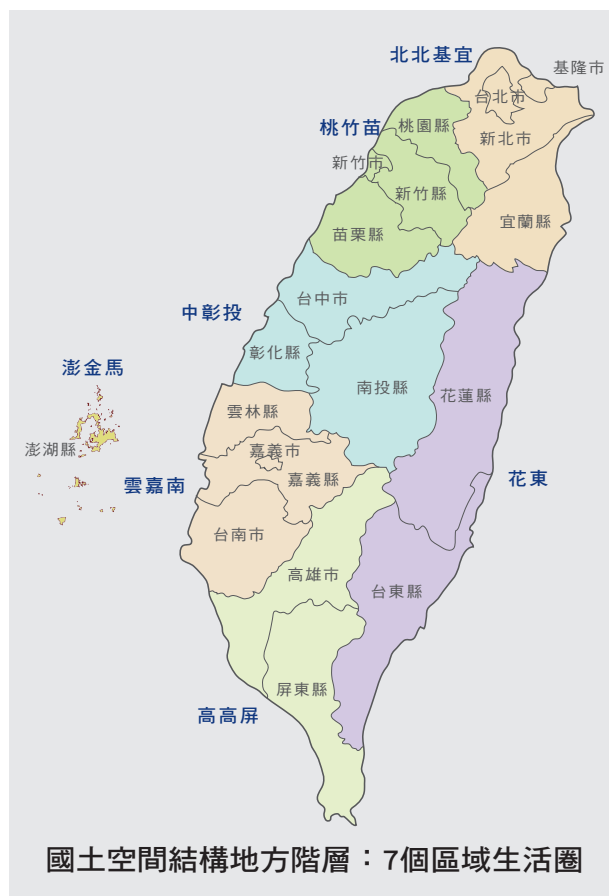 北北基宜
基隆市
台北市
桃竹苗
桃園縣
新北市
新竹市
新竹縣
宜蘭縣
苗栗縣
台中市
中彰投
彰化縣
澎金馬
南投縣
花蓮縣
雲林縣
澎湖縣
嘉義市
嘉義縣
花東
雲嘉南
台南市
高雄市
台東縣
屏東縣
高高屏
國土空間結構地方階層：7個區域生活圈